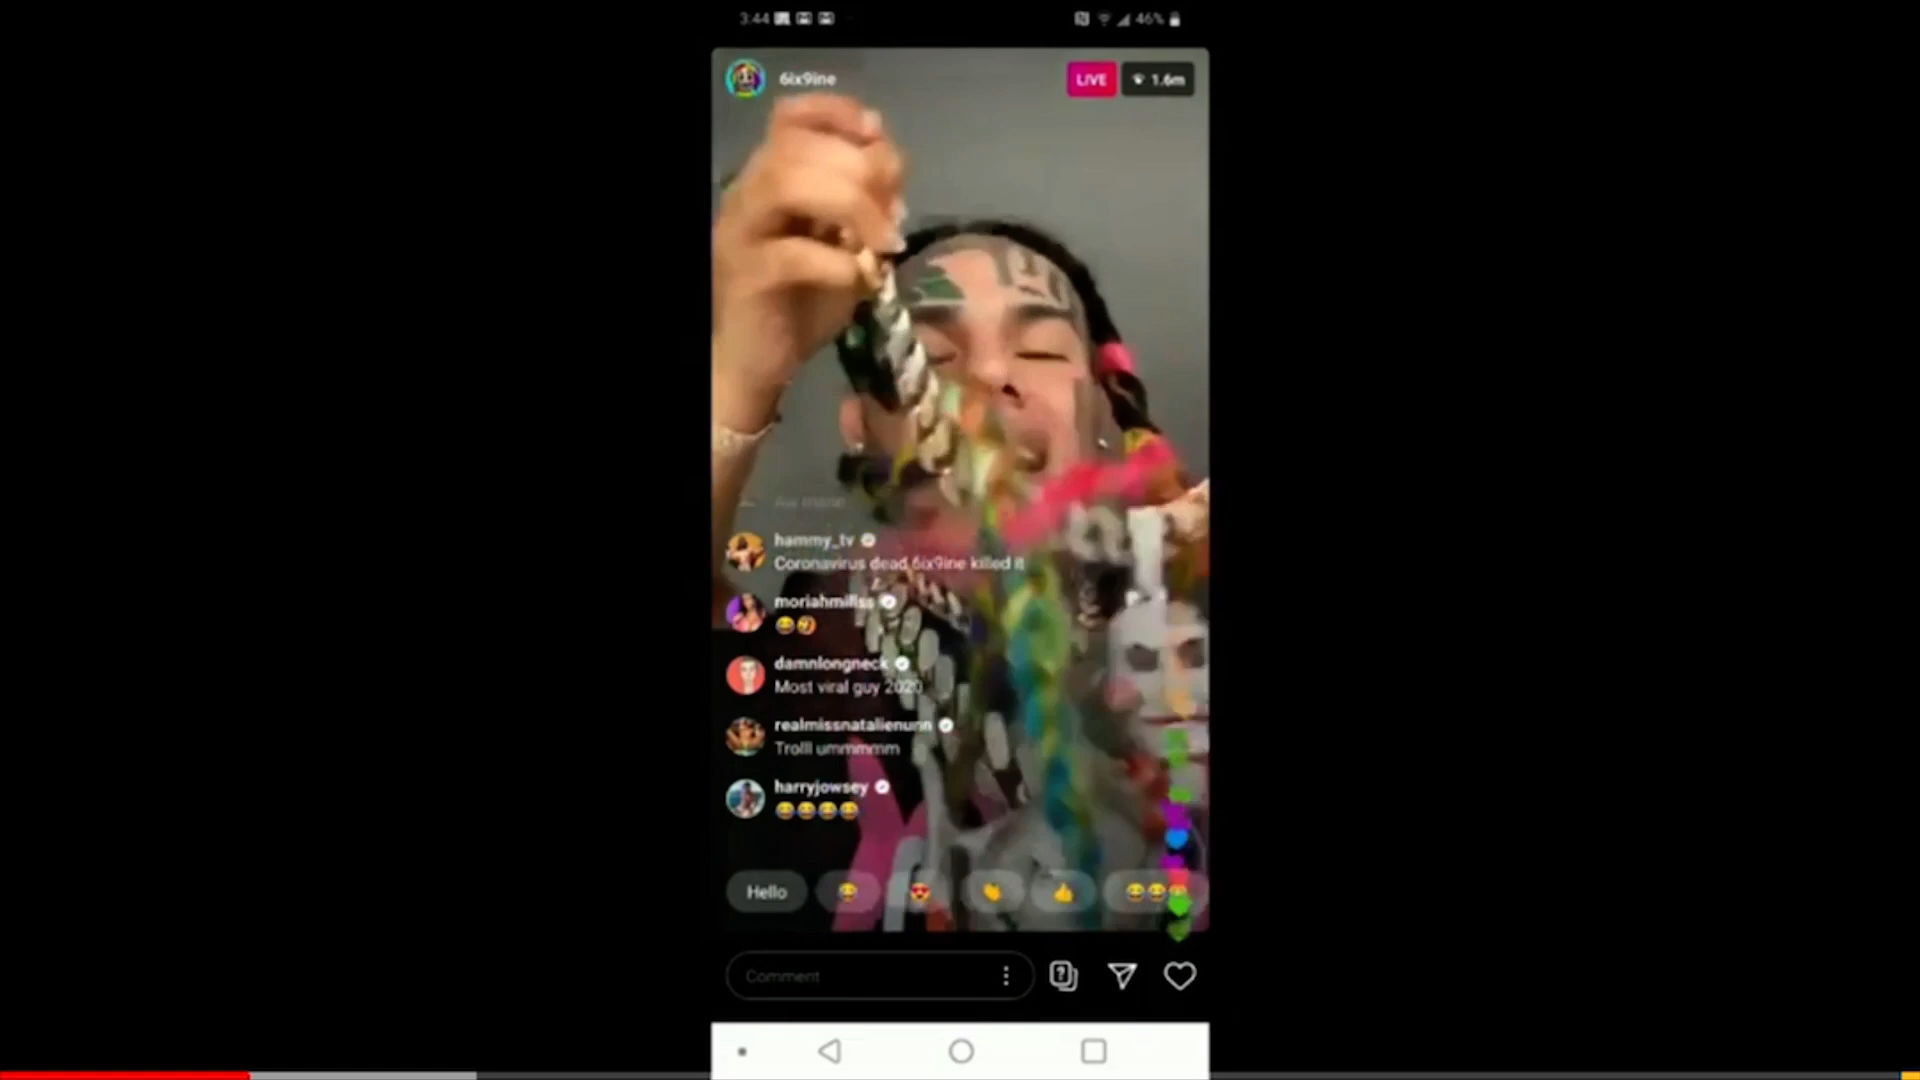 3:44
46%
6ix9ine
LIVE
1.6m
hammy_tv
Coronavirus dead 6ix9ine killed it
moriahmillss
damnlongneck
Most viral guy 2020
realmissnatalienunn
Trolll ummmmm
harryjowsey
Hello
Comment